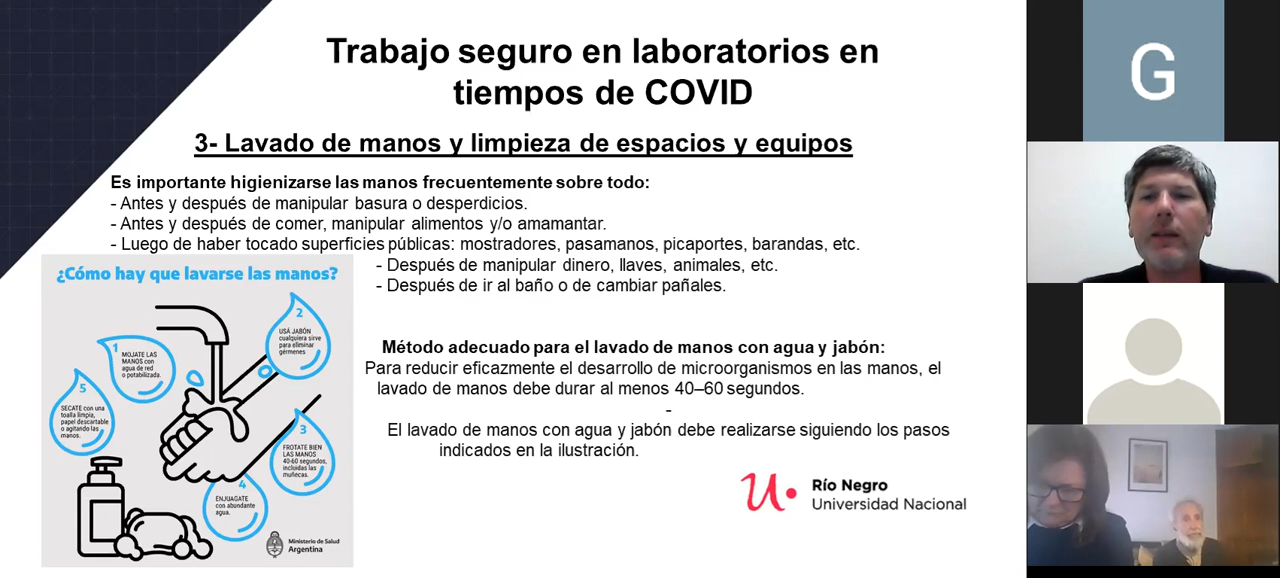 Trabajo seguro en laboratorios en
tiempos de COVID
3- Lavado de manos y limpieza de espacios y equipos
Es importante higienizarse las manos frecuentemente sobre todo:
- Antes y después de manipular basura o desperdicios.
- Antes y después de comer, manipular alimentos y/o amamantar.
- Luego de haber tocado superficies públicas: mostradores, pasamanos, picaportes, barandas, etc.
- Después de manipular dinero, llaves, animales, etc.
- Después de ir al baño o de cambiar pañales.
¿Cómo hay que lavarse las manos?
1
MOJATE LAS
MANOS con
agua de red
o potabilizada.
2
USÁ JABÓN
cualquiera sirve
para eliminar
gérmenes
3
FROTATE BIEN
LAS MANOS
40-60 segundos,
incluidas las
muñecas.
4
ENJUAGATE
con abundante
agua.
5
SECATE con una
toalla limpia,
papel descartable
o agitando las
manos.
Ministerio de Salud
Argentina
Método adecuado para el lavado de manos con agua y jabón:
Para reducir eficazmente el desarrollo de microorganismos en las manos, el
lavado de manos debe durar al menos 40–60 segundos.
-
El lavado de manos con agua y jabón debe realizarse siguiendo los pasos
indicados en la ilustración.
Río Negro
Universidad Nacional
G